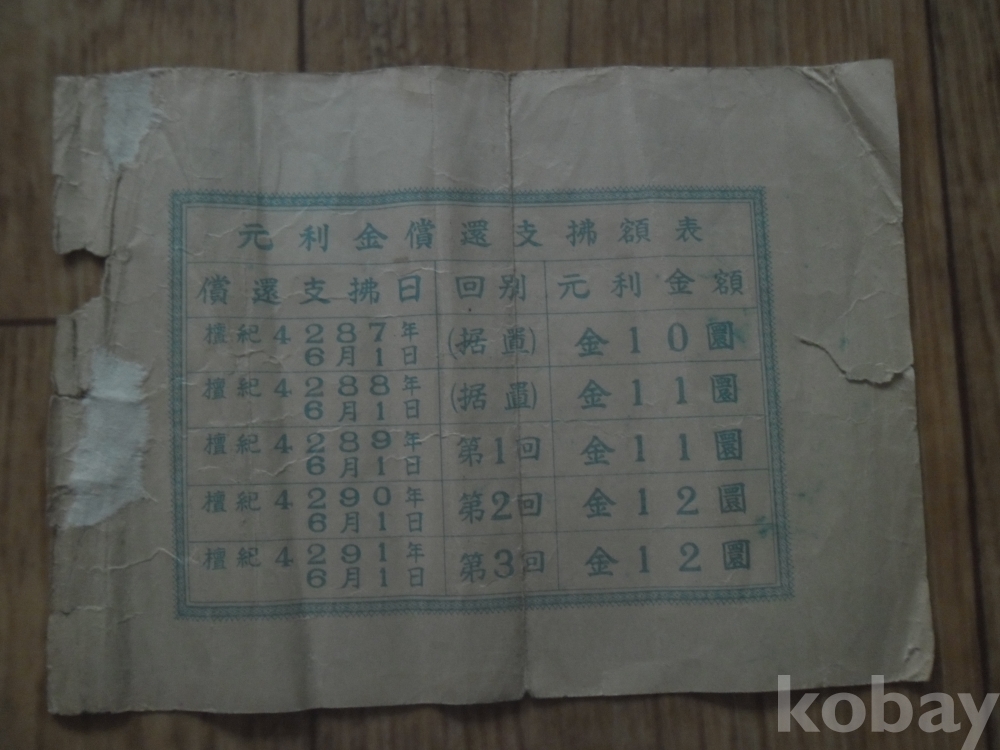 元利金償還支拂額表
償還支拂日 回別 元利金額
檀紀4287年6月1日 (据置) 金10圜
檀紀4288年6月1日 (据置) 金11圜
檀紀4289年6月1日 第1回 金11圜
檀紀4290年6月1日 第2回 金12圜
檀紀4291年6月1日 第3回 金12圜
kobay